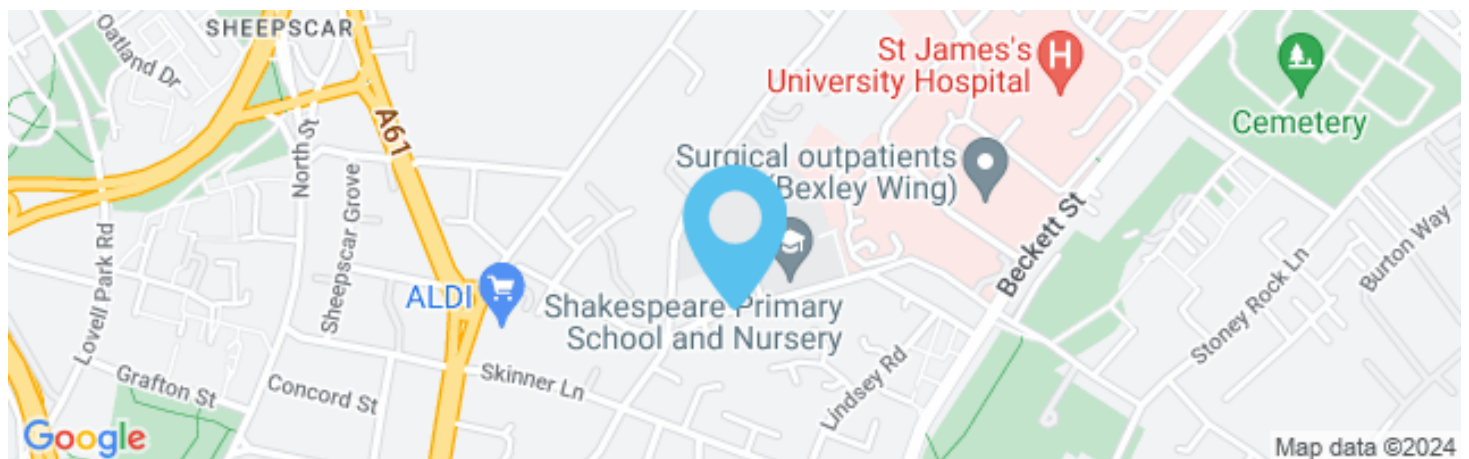 SHEEPSCAR
Oatland Dr
A61
North St
Sheepscar Grove
Lovell Park Rd
Grafton St
Concord St
ALDI
Skinner Ln
St James's
University Hospital
H
Cemetery
Surgical outpatients
(Bexley Wing)
Shakespeare Primary
School and Nursery
Beckett St
Lindsey Rd
Stoney Rock Ln
Burton Way
Google
Map data ©2024